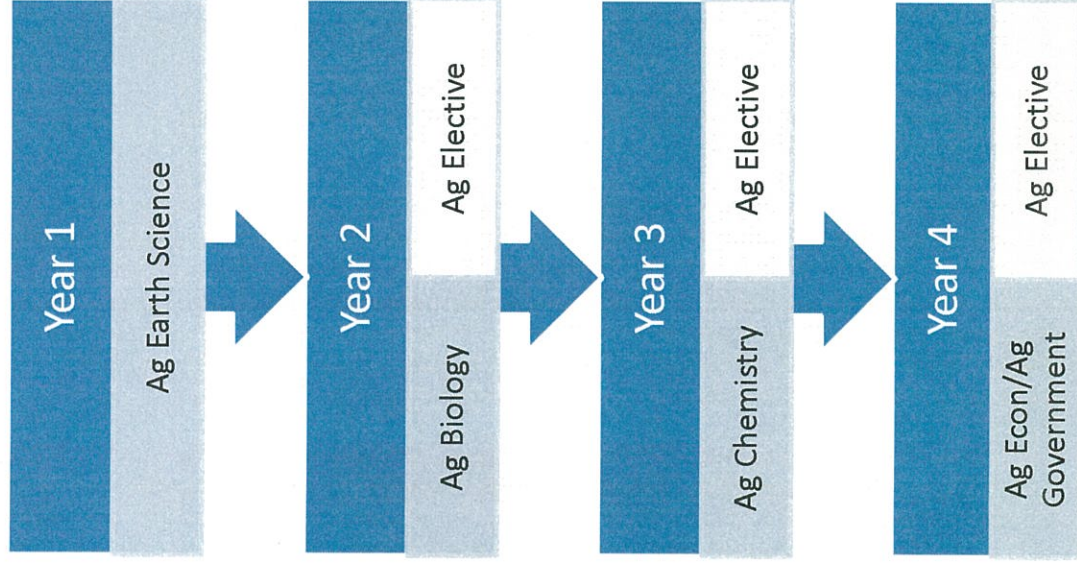 Year 1
Ag Earth Science
Year 2
Ag Biology
Ag Elective
Year 3
Ag Chemistry
Ag Elective
Year 4
Ag Econ/Ag
Government
Ag Elective